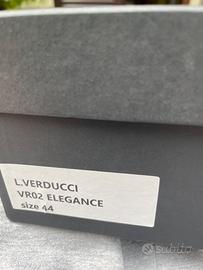 L.VERDUCCI
VR02 ELEGANCE
size 44
subito